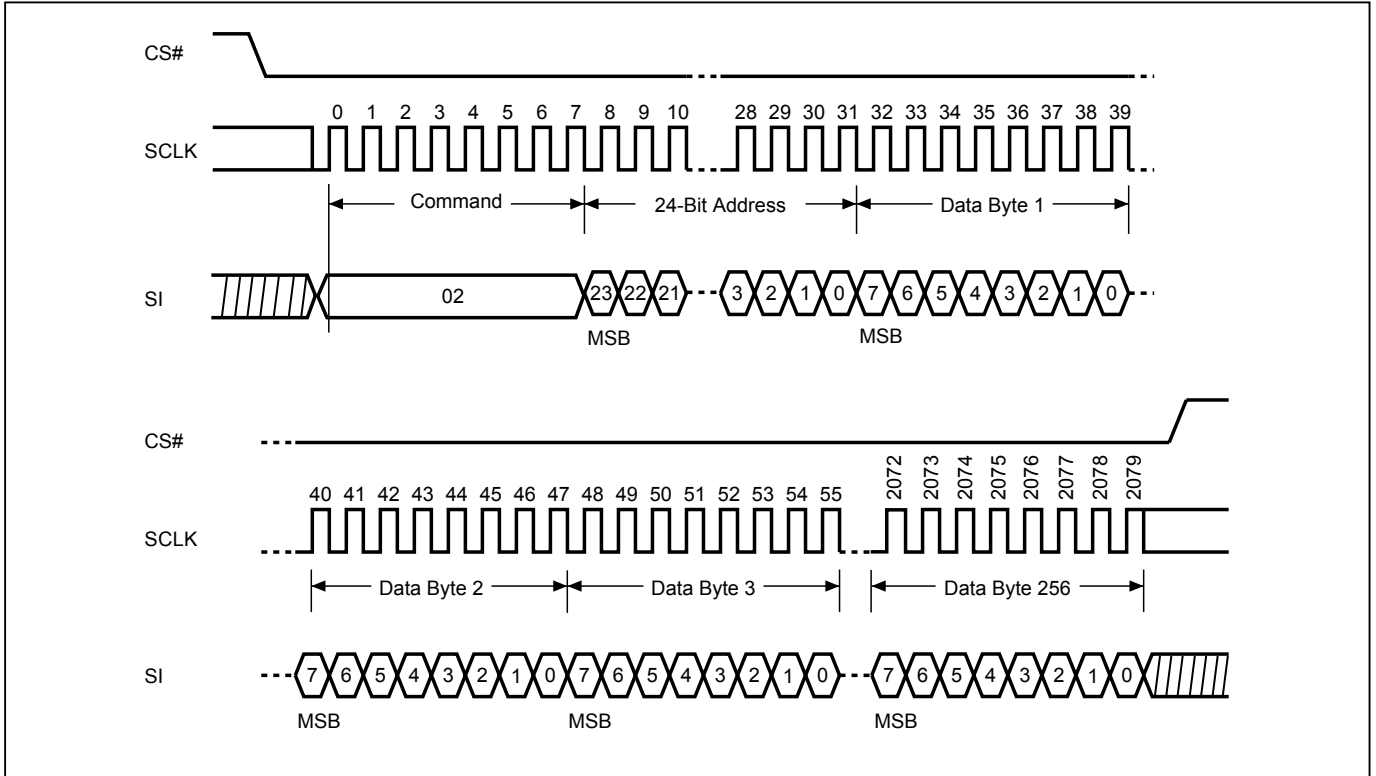 CS#
0 1 2 3 4 5 6 7 8 9 10 28 29 30 31 32 33 34 35 36 37 38 39
SCLK
Command 24-Bit Address Data Byte 1
SI 02 23 22 21 3 2 1 0 7 6 5 4 3 2 1 0
MSB MSB
CS#
2072 2073 2074 2075 2076 2077 2078 2079
40 41 42 43 44 45 46 47 48 49 50 51 52 53 54 55
SCLK
Data Byte 2 Data Byte 3 Data Byte 256
SI 7 6 5 4 3 2 1 0 7 6 5 4 3 2 1 0 7 6 5 4 3 2 1 0
MSB MSB MSB